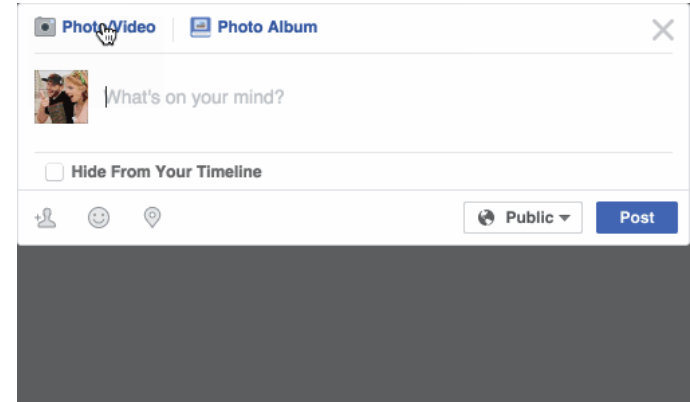 Photo/Video Photo Album
What's on your mind?
Hide From Your Timeline
Public Post